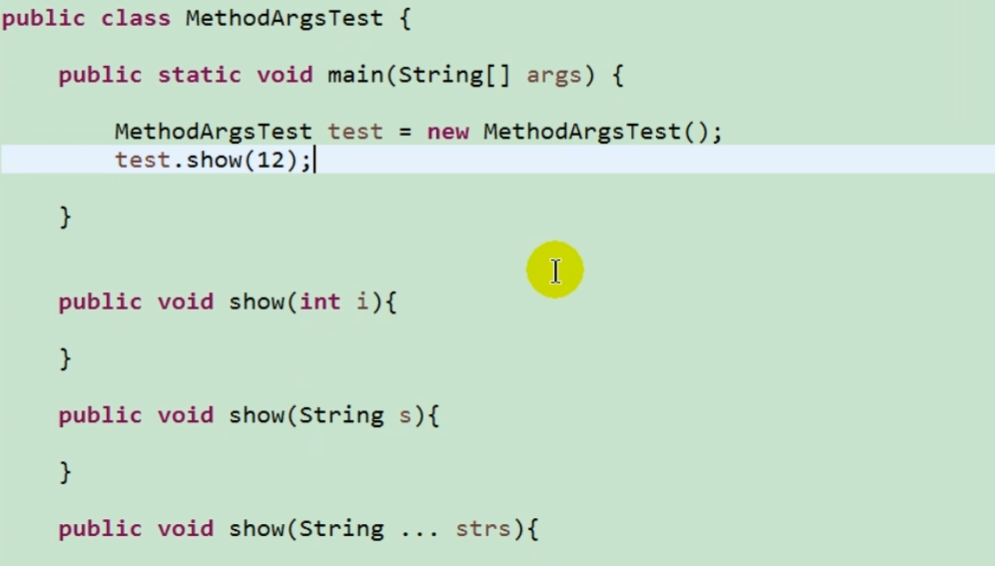 public class MethodArgsTest {
public static void main(String[] args) {
MethodArgsTest test = new MethodArgsTest();
test.show(12);
}
public void show(int i){
}
public void show(String s){
}
public void show(String ... strs){